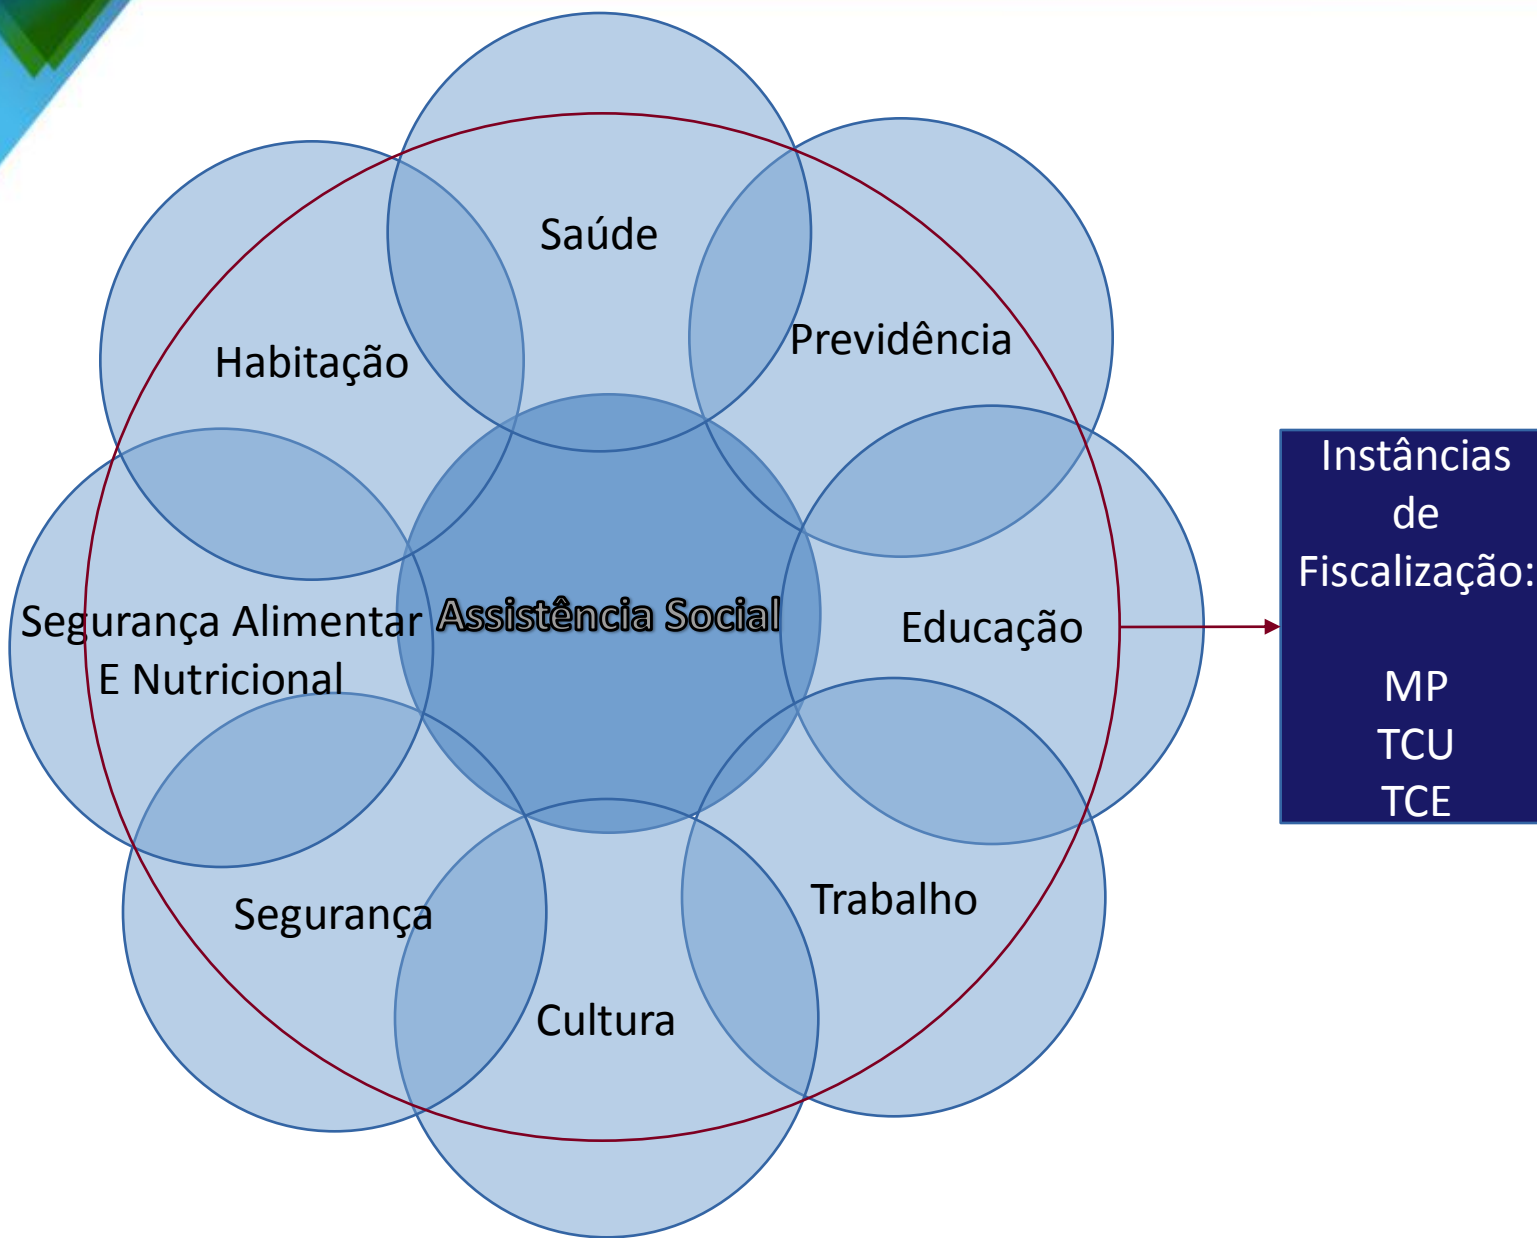 Saúde
Previdência
Habitação
Segurança Alimentar
E Nutricional
Assistência Social
Educação
Trabalho
Segurança
Cultura
Instâncias
de
Fiscalização:
MP
TCU
TCE